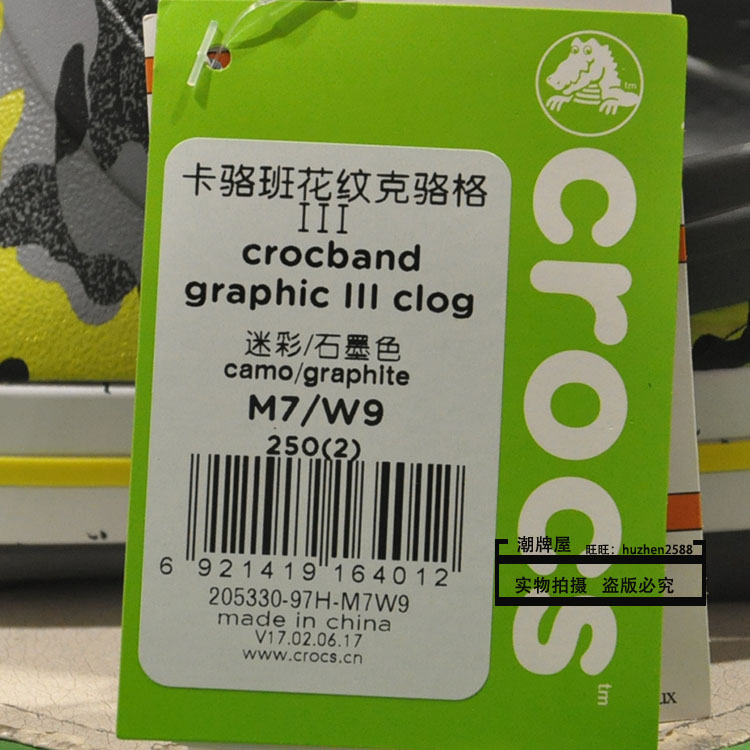 卡骆班花纹克骆格
III
crocband
graphic III clog
迷彩/石墨色
camo/graphite
M7/W9
250(2)
6 921419 164012
205330-97H-M7W9
made in china
V17.02.06.17
www.crocs.cn
tm
crocs
tm
潮牌屋 旺旺：huzhen2588
实物拍摄 盗版必究